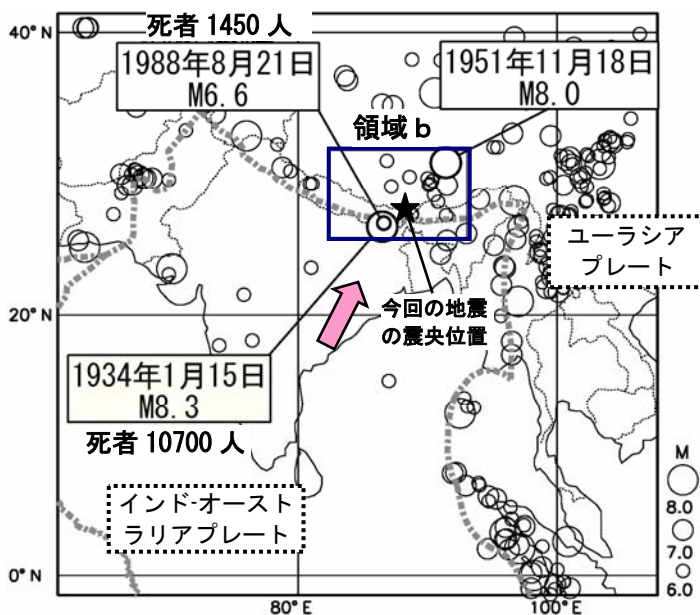 死者 1450 人
40° N
1988年8月21日
M6.6
1951年11月18日
M8.0
領域ｂ
ユーラシア
プレート
20° N
今回の地震
の震央位置
1934年1月15日
M8.3
死者 10700 人
インド-オースト
ラリアプレート
M
8.0
7.0
6.0
0° N
80° E
100° E